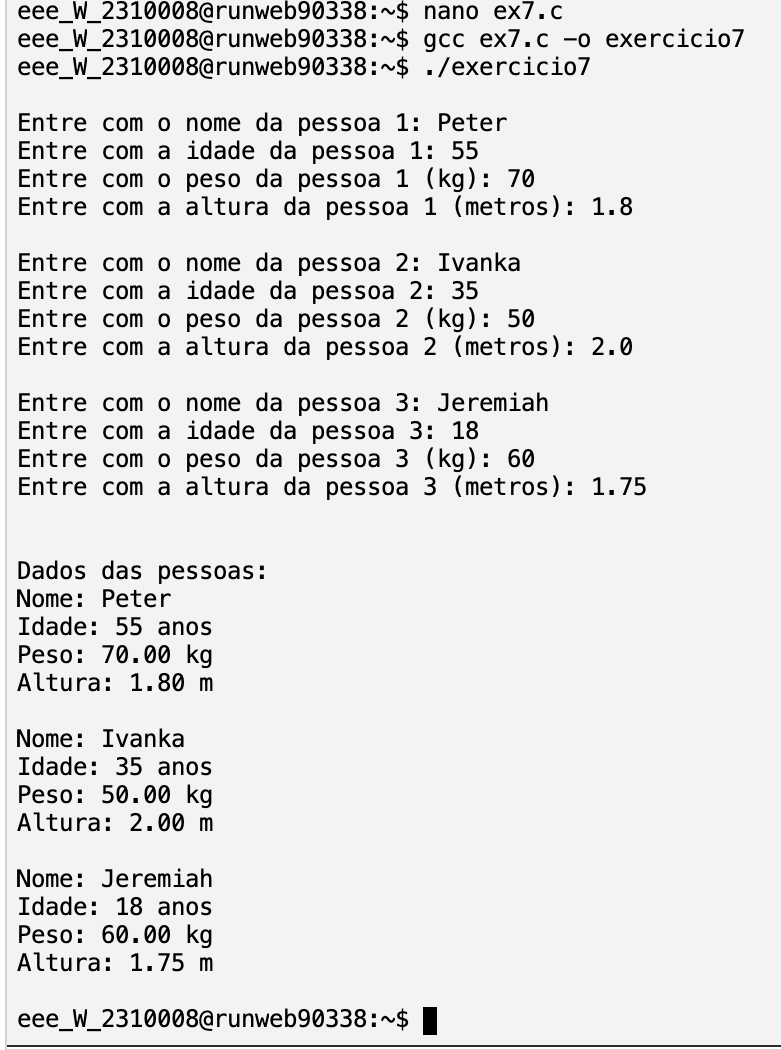 eee_W_2310008@runweb90338:~$ nano ex7.c
eee_W_2310008@runweb90338:~$ gcc ex7.c -o exercicio7
eee_W_2310008@runweb90338:~$ ./exercicio7
Entre com o nome da pessoa 1: Peter
Entre com a idade da pessoa 1: 55
Entre com o peso da pessoa 1 (kg): 70
Entre com a altura da pessoa 1 (metros): 1.8
Entre com o nome da pessoa 2: Ivanka
Entre com a idade da pessoa 2: 35
Entre com o peso da pessoa 2 (kg): 50
Entre com a altura da pessoa 2 (metros): 2.0
Entre com o nome da pessoa 3: Jeremiah
Entre com a idade da pessoa 3: 18
Entre com o peso da pessoa 3 (kg): 60
Entre com a altura da pessoa 3 (metros): 1.75
Dados das pessoas:
Nome: Peter
Idade: 55 anos
Peso: 70.00 kg
Altura: 1.80 m
Nome: Ivanka
Idade: 35 anos
Peso: 50.00 kg
Altura: 2.00 m
Nome: Jeremiah
Idade: 18 anos
Peso: 60.00 kg
Altura: 1.75 m
eee_W_2310008@runweb90338:~$